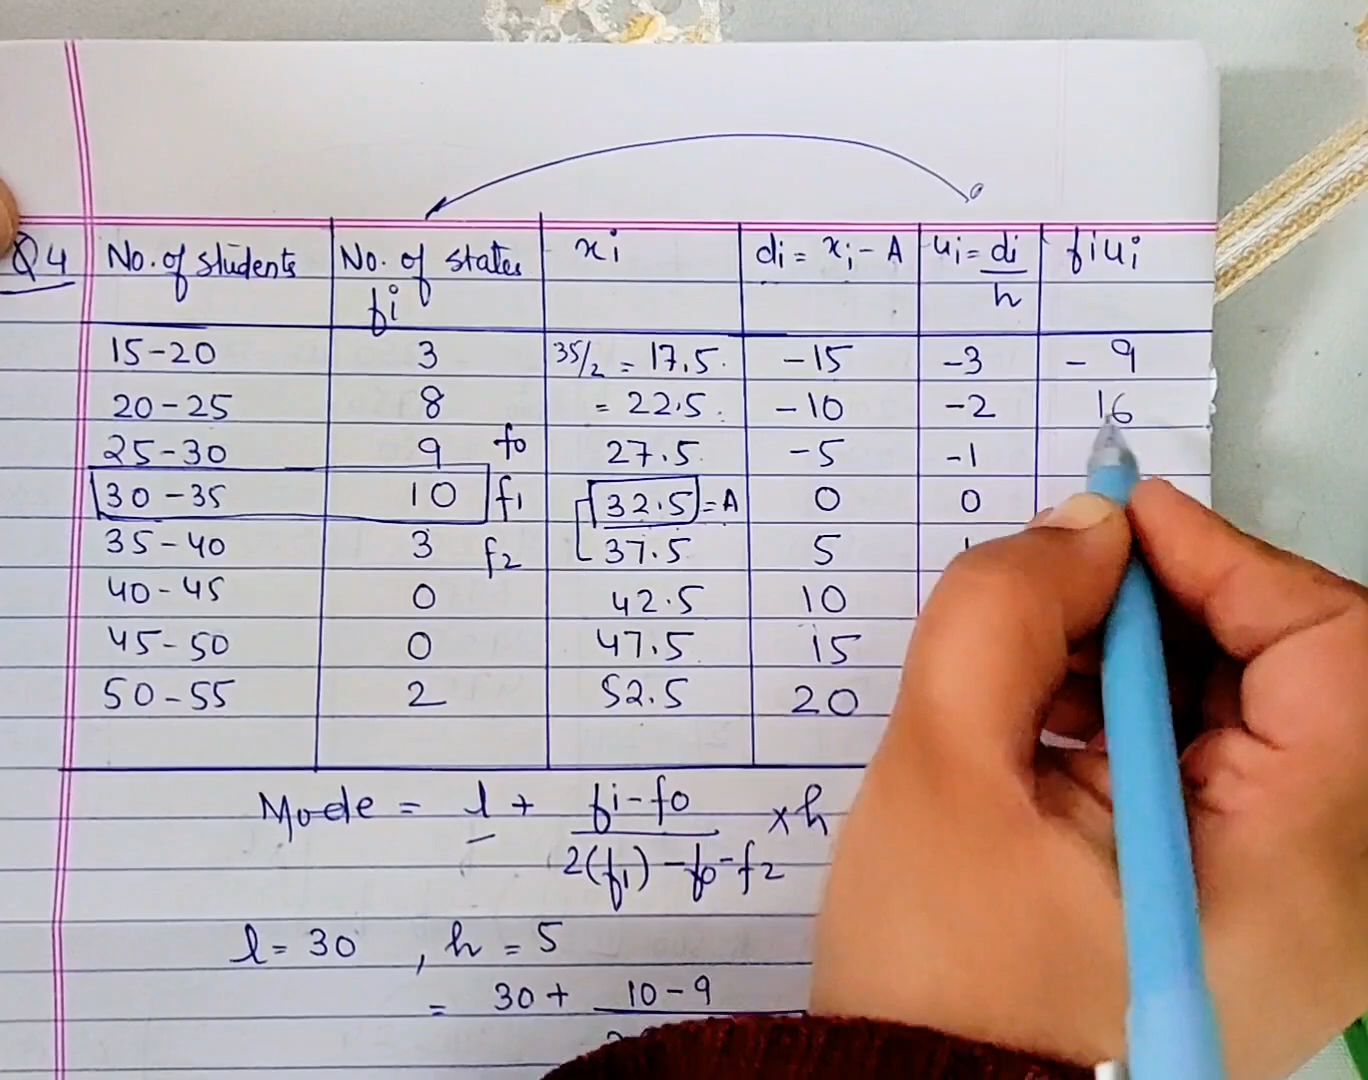 Q4 No. of students No. of states xi di = xi - A ui = di/h fiui
fi
15-20 3 35/2 = 17.5 -15 -3 -9
20-25 8 = 22.5 -10 -2 16
25-30 9 f0 27.5 -5 -1
30-35 10 f1 32.5 = A 0 0
35-40 3 f2 37.5 5
40-45 0 42.5 10
45-50 0 47.5 15
50-55 2 52.5 20
Mode = l + fi - f0 × h
2(f1) - f0 - f2
l = 30 , h = 5
= 30 + 10 - 9